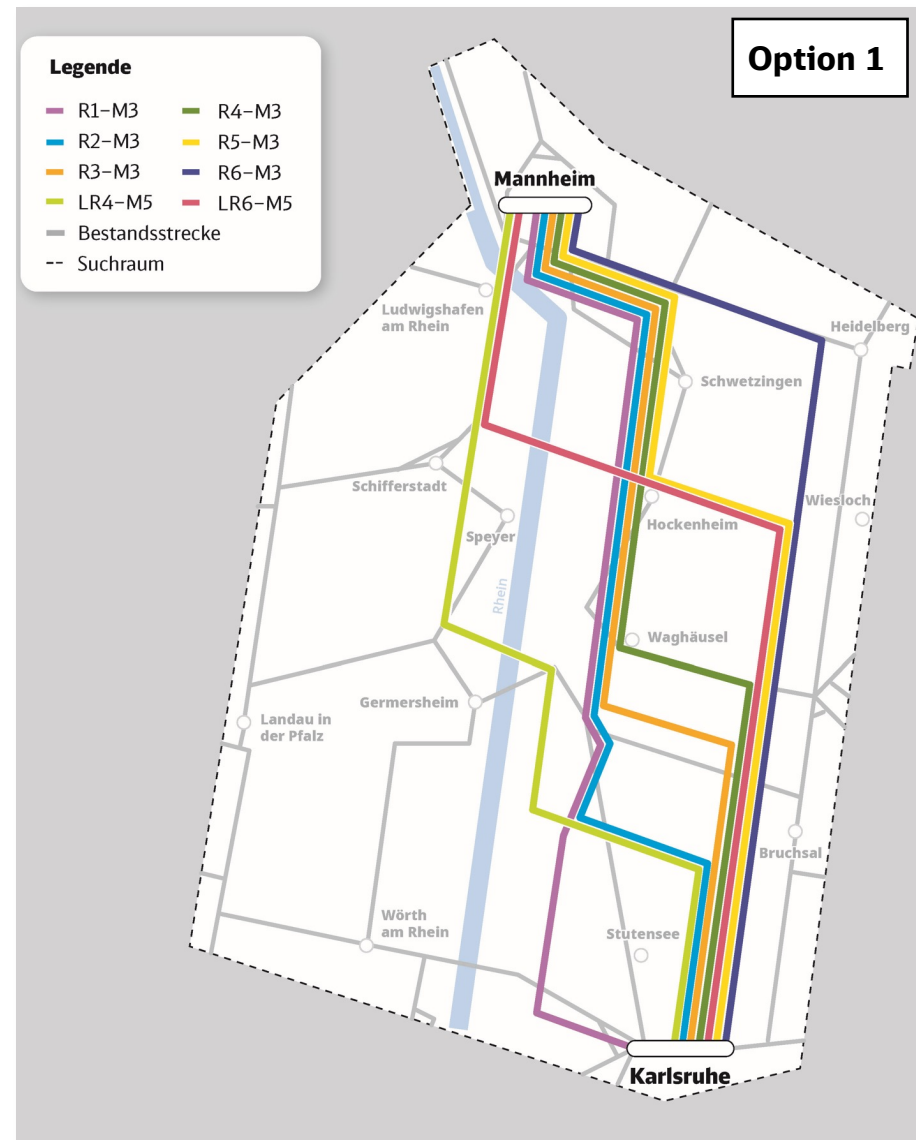 Option 1
Legende
R1–M3
R4–M3
R2–M3
R5–M3
R3–M3
R6–M3
LR4–M5
LR6–M5
Bestandsstrecke
Suchraum
Mannheim
Ludwigshafen
am Rhein
Heidelberg
Schwetzingen
Schifferstadt
Wiesloch
Hockenheim
Speyer
Rhein
Waghäusel
Germersheim
Landau in
der Pfalz
Bruchsal
Wörth
am Rhein
Stutensee
Karlsruhe